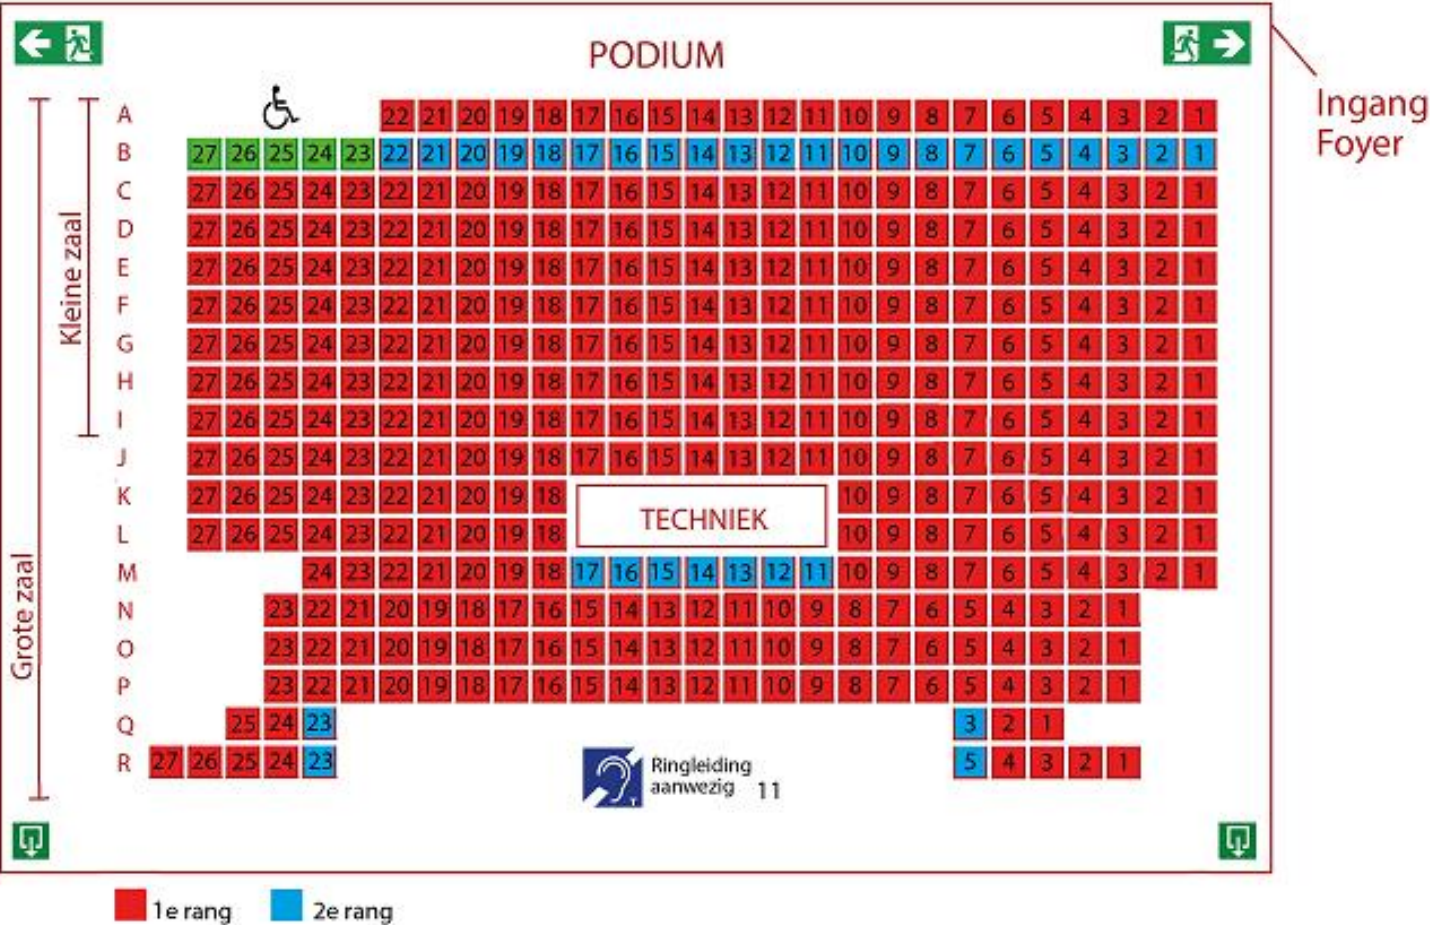 PODIUM
Ingang
Foyer
A 22 21 20 19 18 17 16 15 14 13 12 11 10 9 8 7 6 5 4 3 2 1
B 27 26 25 24 23 22 21 20 19 18 17 16 15 14 13 12 11 10 9 8 7 6 5 4 3 2 1
C 27 26 25 24 23 22 21 20 19 18 17 16 15 14 13 12 11 10 9 8 7 6 5 4 3 2 1
D 27 26 25 24 23 22 21 20 19 18 17 16 15 14 13 12 11 10 9 8 7 6 5 4 3 2 1
E 27 26 25 24 23 22 21 20 19 18 17 16 15 14 13 12 11 10 9 8 7 6 5 4 3 2 1
F 27 26 25 24 23 22 21 20 19 18 17 16 15 14 13 12 11 10 9 8 7 6 5 4 3 2 1
G 27 26 25 24 23 22 21 20 19 18 17 16 15 14 13 12 11 10 9 8 7 6 5 4 3 2 1
H 27 26 25 24 23 22 21 20 19 18 17 16 15 14 13 12 11 10 9 8 7 6 5 4 3 2 1
I 27 26 25 24 23 22 21 20 19 18 17 16 15 14 13 12 11 10 9 8 7 6 5 4 3 2 1
J 27 26 25 24 23 22 21 20 19 18 17 16 15 14 13 12 11 10 9 8 7 6 5 4 3 2 1
K 27 26 25 24 23 22 21 20 19 18 10 9 8 7 6 5 4 3 2 1
TECHNIEK
L 27 26 25 24 23 22 21 20 19 18 10 9 8 7 6 5 4 3 2 1
M 24 23 22 21 20 19 18 17 16 15 14 13 12 11 10 9 8 7 6 5 4 3 2 1
N 23 22 21 20 19 18 17 16 15 14 13 12 11 10 9 8 7 6 5 4 3 2 1
O 23 22 21 20 19 18 17 16 15 14 13 12 11 10 9 8 7 6 5 4 3 2 1
P 23 22 21 20 19 18 17 16 15 14 13 12 11 10 9 8 7 6 5 4 3 2 1
Q 25 24 23 3 2 1
R 27 26 25 24 23 5 4 3 2 1
Kleine zaal
Grote zaal
T
Ringleiding
aanwezig 11
1e rang
2e rang